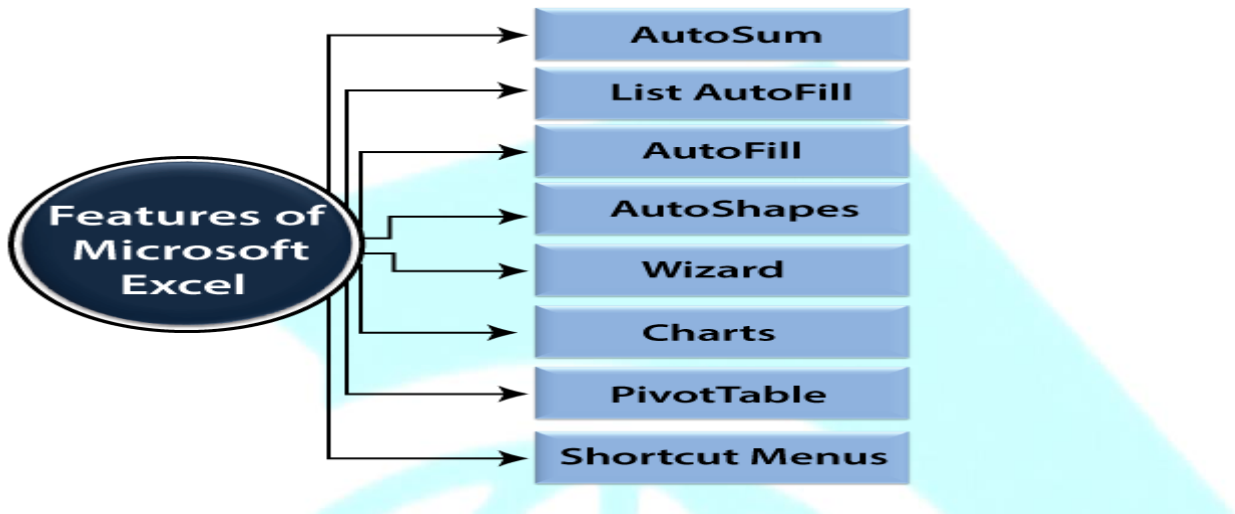 Features of
Microsoft
Excel
AutoSum
List AutoFill
AutoFill
AutoShapes
Wizard
Charts
PivotTable
Shortcut Menus